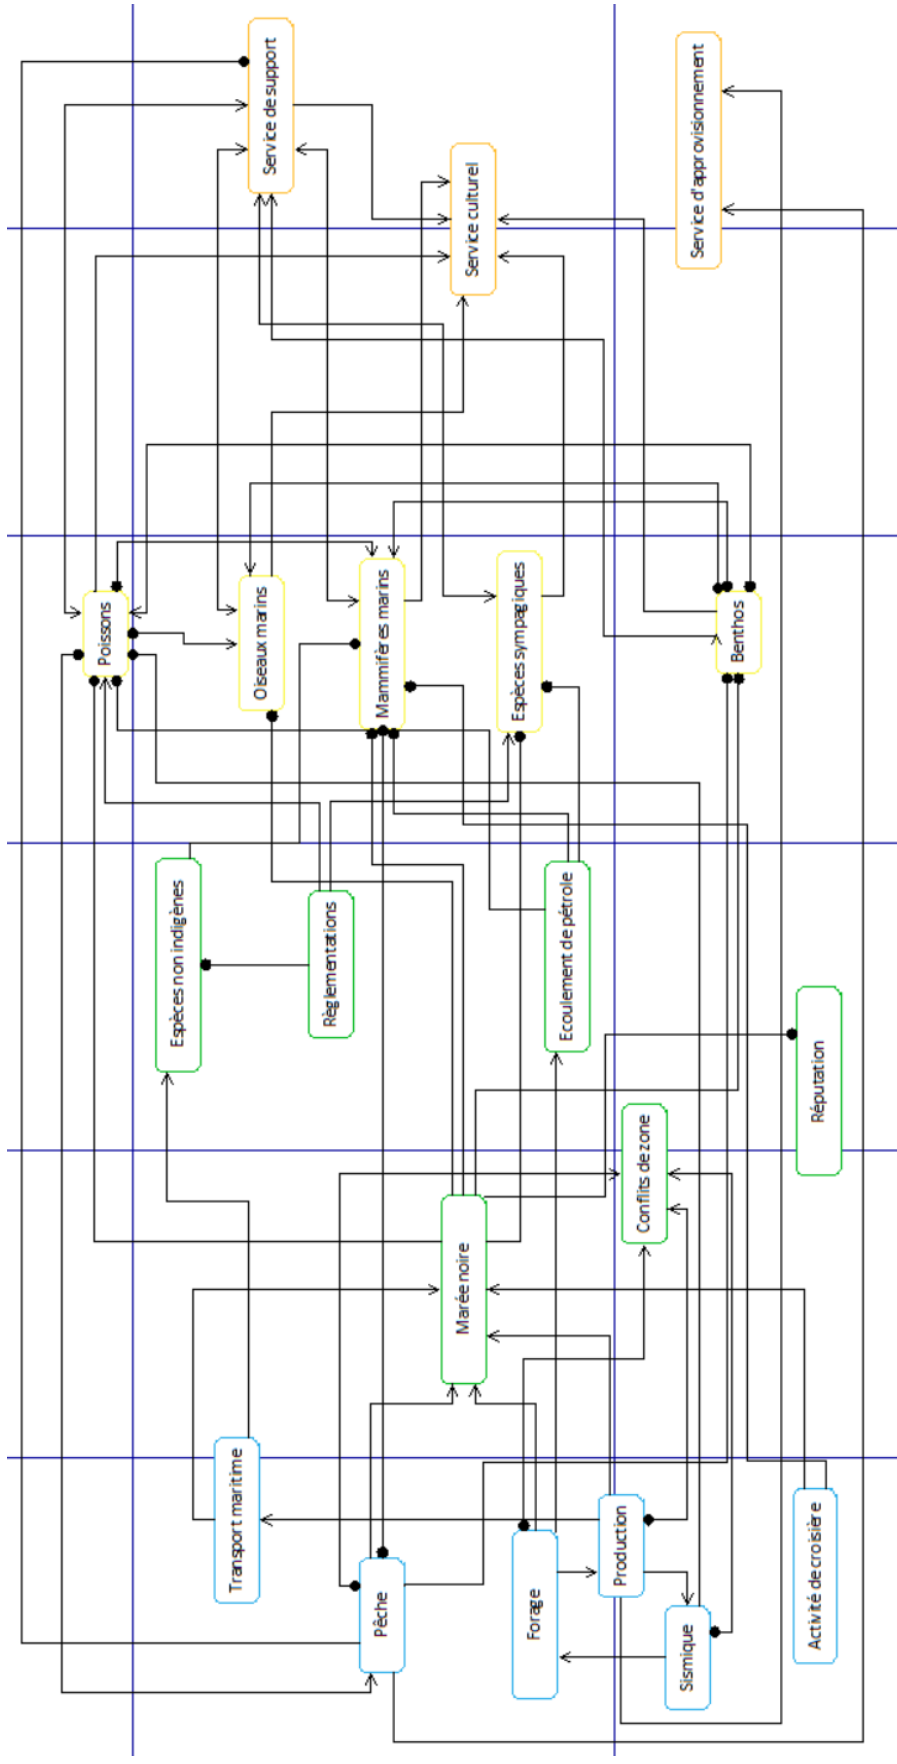 Transport maritime
Pêche
Forage
Production
Sismique
Activité de croisière
Marée noire
Conflits de zone
Réputation
Espèces non indigènes
Règlementations
Ecoulement de pétrole
Poissons
Oiseaux marins
Mammifères marins
Espèces sympagiques
Benthos
Service de support
Service culturel
Service d'approvisionnement